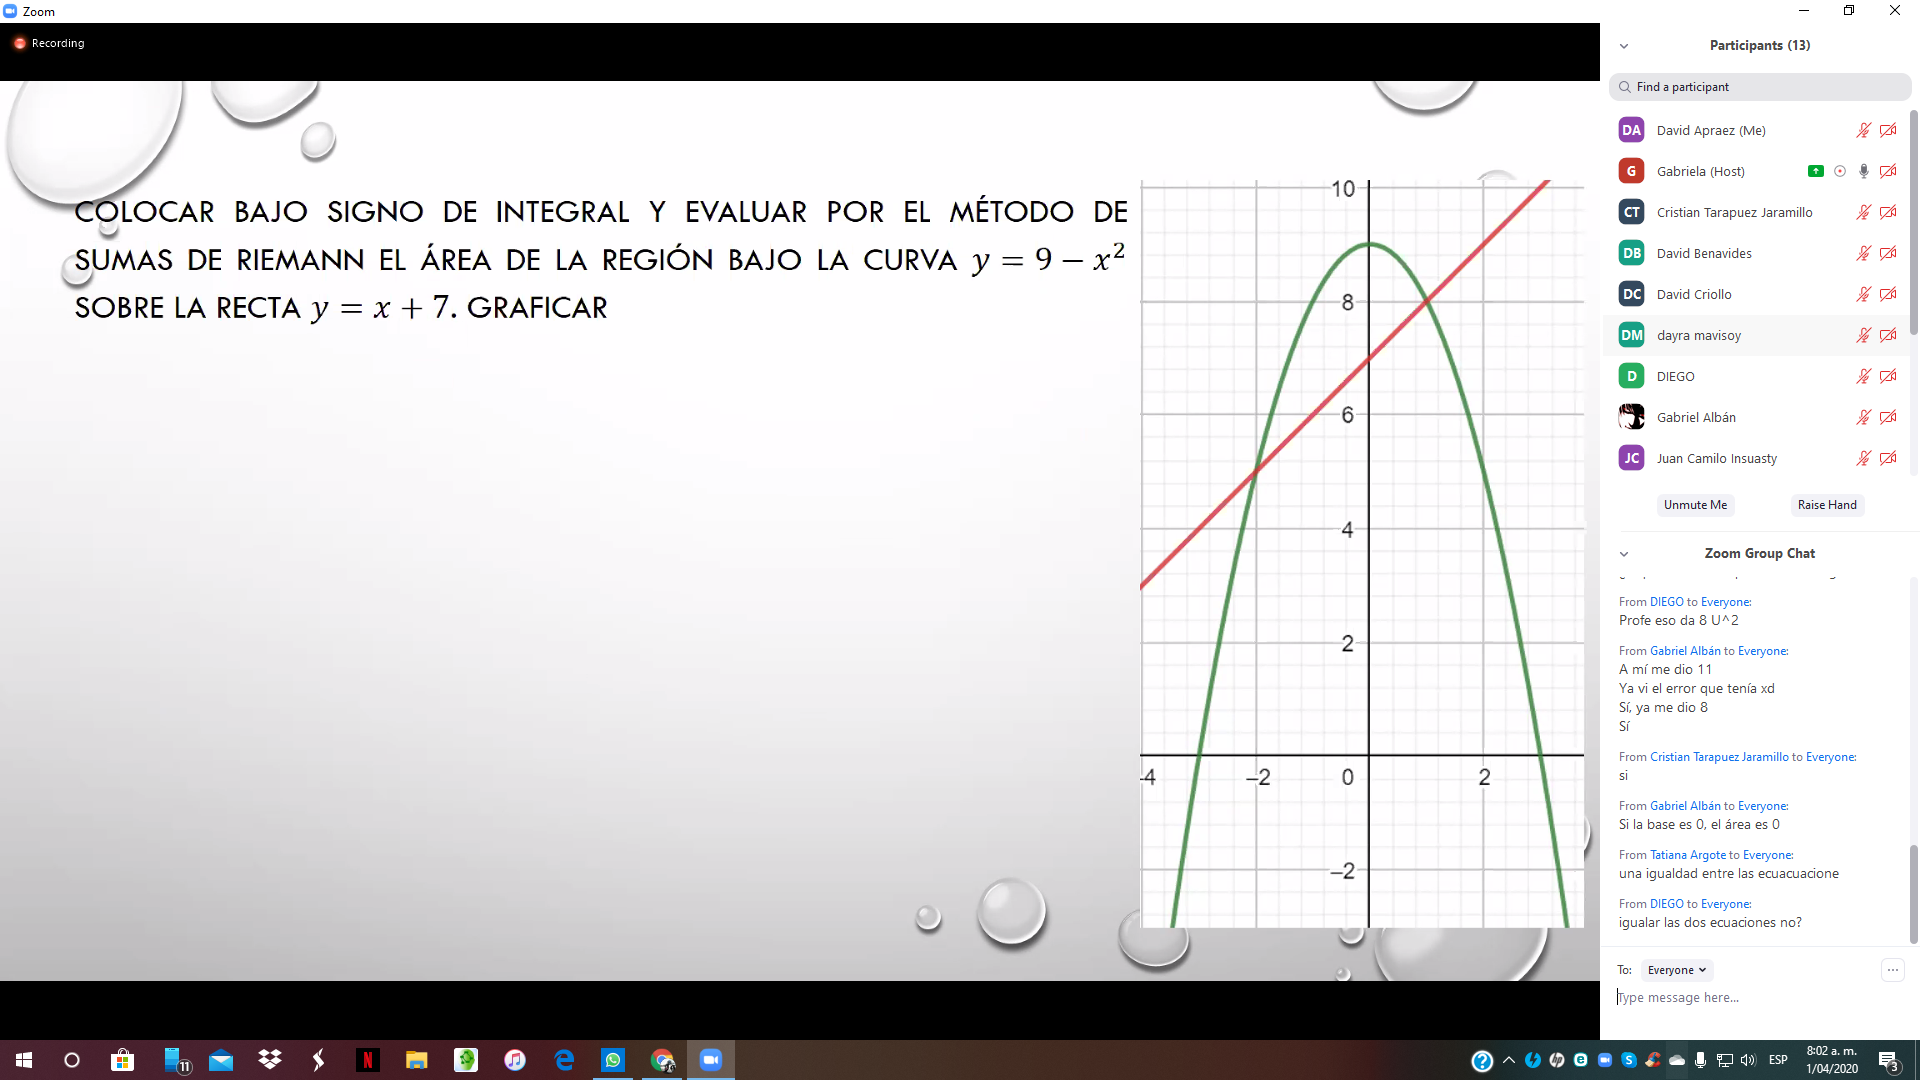 Zoom
Recording
COLOCAR BAJO SIGNO DE INTEGRAL Y EVALUAR POR EL MÉTODO DE
SUMAS DE RIEMANN EL ÁREA DE LA REGIÓN BAJO LA CURVA y = 9 − x²
SOBRE LA RECTA y = x + 7. GRAFICAR
10
8
6
4
2
-4
−2
0
2
−2
Participants (13)
Find a participant
DA David Apraez (Me)
G Gabriela (Host)
CT Cristian Tarapuez Jaramillo
DB David Benavides
DC David Criollo
DM dayra mavisoy
D DIEGO
Gabriel Albán
JC Juan Camilo Insuasty
Unmute Me Raise Hand
Zoom Group Chat
From DIEGO to Everyone:
Profe eso da 8 U^2
From Gabriel Albán to Everyone:
A mí me dio 11
Ya vi el error que tenía xd
Sí, ya me dio 8
Sí
From Cristian Tarapuez Jaramillo to Everyone:
si
From Gabriel Albán to Everyone:
Si la base es 0, el área es 0
From Tatiana Argote to Everyone:
una igualdad entre las ecuacuacione
From DIEGO to Everyone:
igualar las dos ecuaciones no?
To: Everyone
Type message here...
11
N
ESP
8:02 a. m.
1/04/2020
3